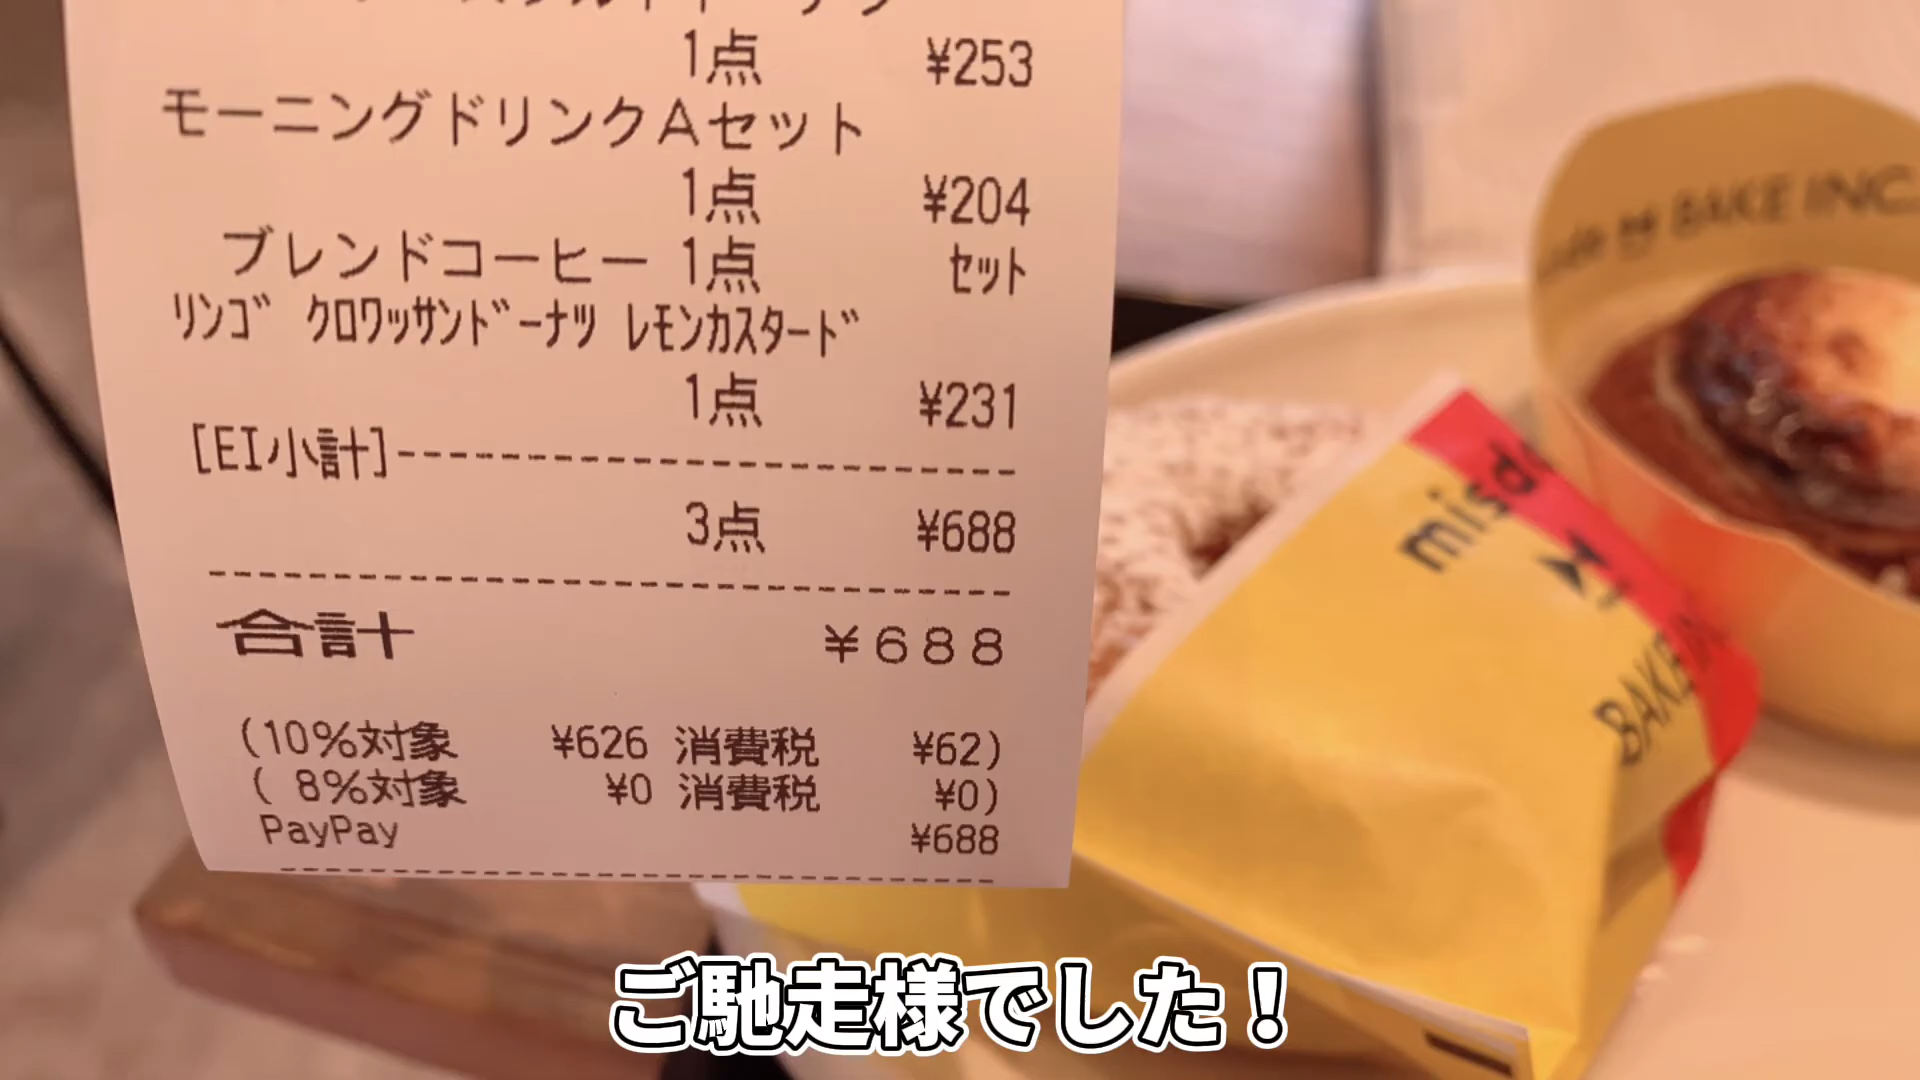 1点 ¥253
モーニングドリンクAセット
1点 ¥204
ブレンドコーヒー 1点 セット
リンゴ クロワッサンドーナツ レモンカスタード
1点 ¥231
[EI小計]
3点 ¥688
合計 ¥688
(10%対象 ¥626 消費税 ¥62)
( 8%対象 ¥0 消費税 ¥0)
PayPay ¥688
BAKE INC.
misd
BAKE
ご馳走様でした!